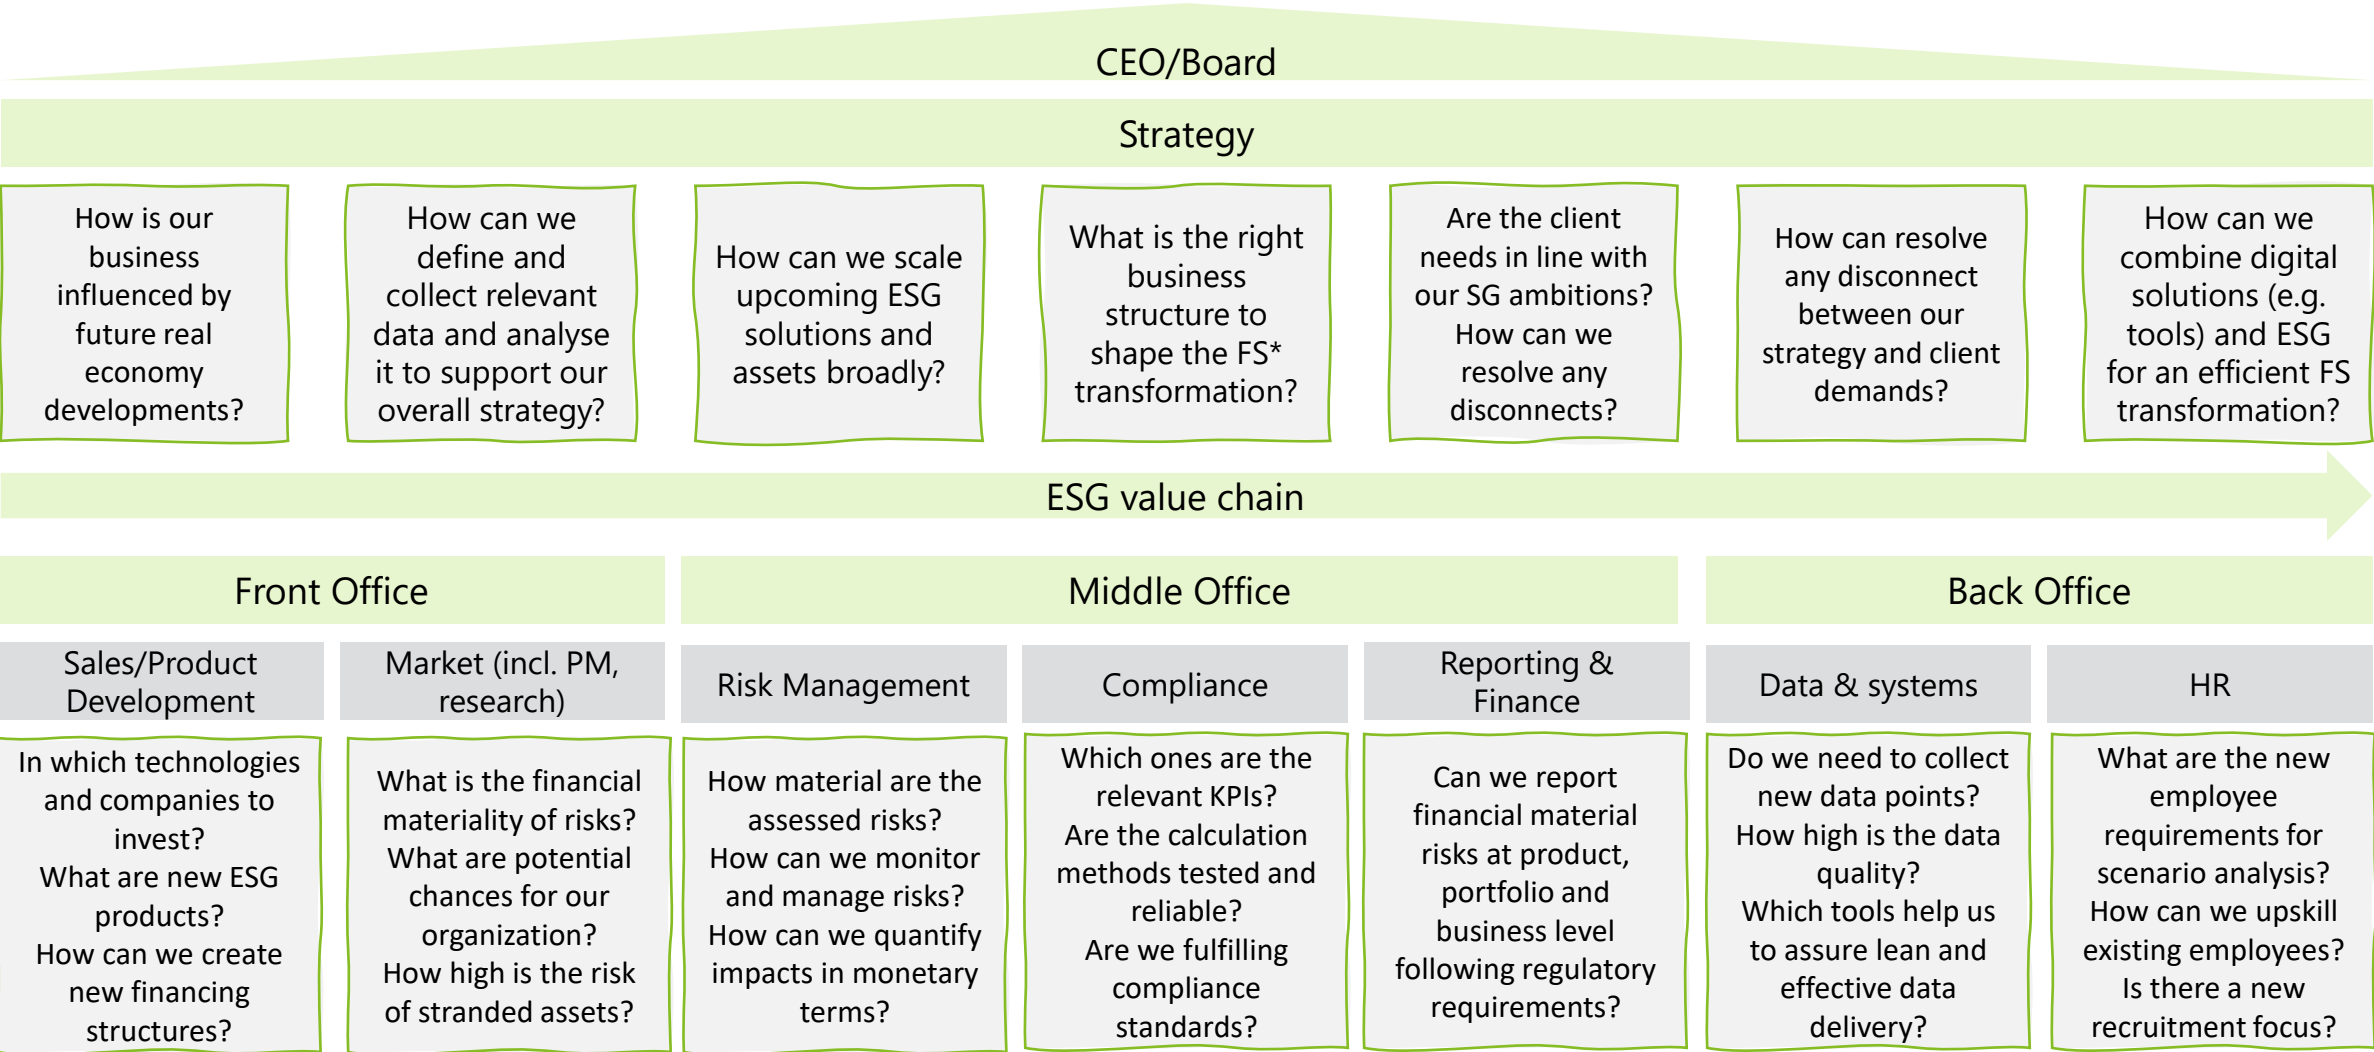 CEO/Board
Strategy
How is our
business
influenced by
future real
economy
developments?
How can we
define and
collect relevant
data and analyse
it to support our
overall strategy?
How can we scale
upcoming ESG
solutions and
assets broadly?
What is the right
business
structure to
shape the FS*
transformation?
Are the client
needs in line with
our SG ambitions?
How can we
resolve any
disconnects?
How can resolve
any disconnect
between our
strategy and client
demands?
How can we
combine digital
solutions (e.g.
tools) and ESG
for an efficient FS
transformation?
ESG value chain
Front Office
Middle Office
Back Office
Sales/Product
Development
Market (incl. PM,
research)
Risk Management
Compliance
Reporting &
Finance
Data & systems
HR
In which technologies
and companies to
invest?
What are new ESG
products?
How can we create
new financing
structures?
What is the financial
materiality of risks?
What are potential
chances for our
organization?
How high is the risk
of stranded assets?
How material are the
assessed risks?
How can we monitor
and manage risks?
How can we quantify
impacts in monetary
terms?
Which ones are the
relevant KPIs?
Are the calculation
methods tested and
reliable?
Are we fulfilling
compliance
standards?
Can we report
financial material
risks at product,
portfolio and
business level
following regulatory
requirements?
Do we need to collect
new data points?
How high is the data
quality?
Which tools help us
to assure lean and
effective data
delivery?
What are the new
employee
requirements for
scenario analysis?
How can we upskill
existing employees?
Is there a new
recruitment focus?